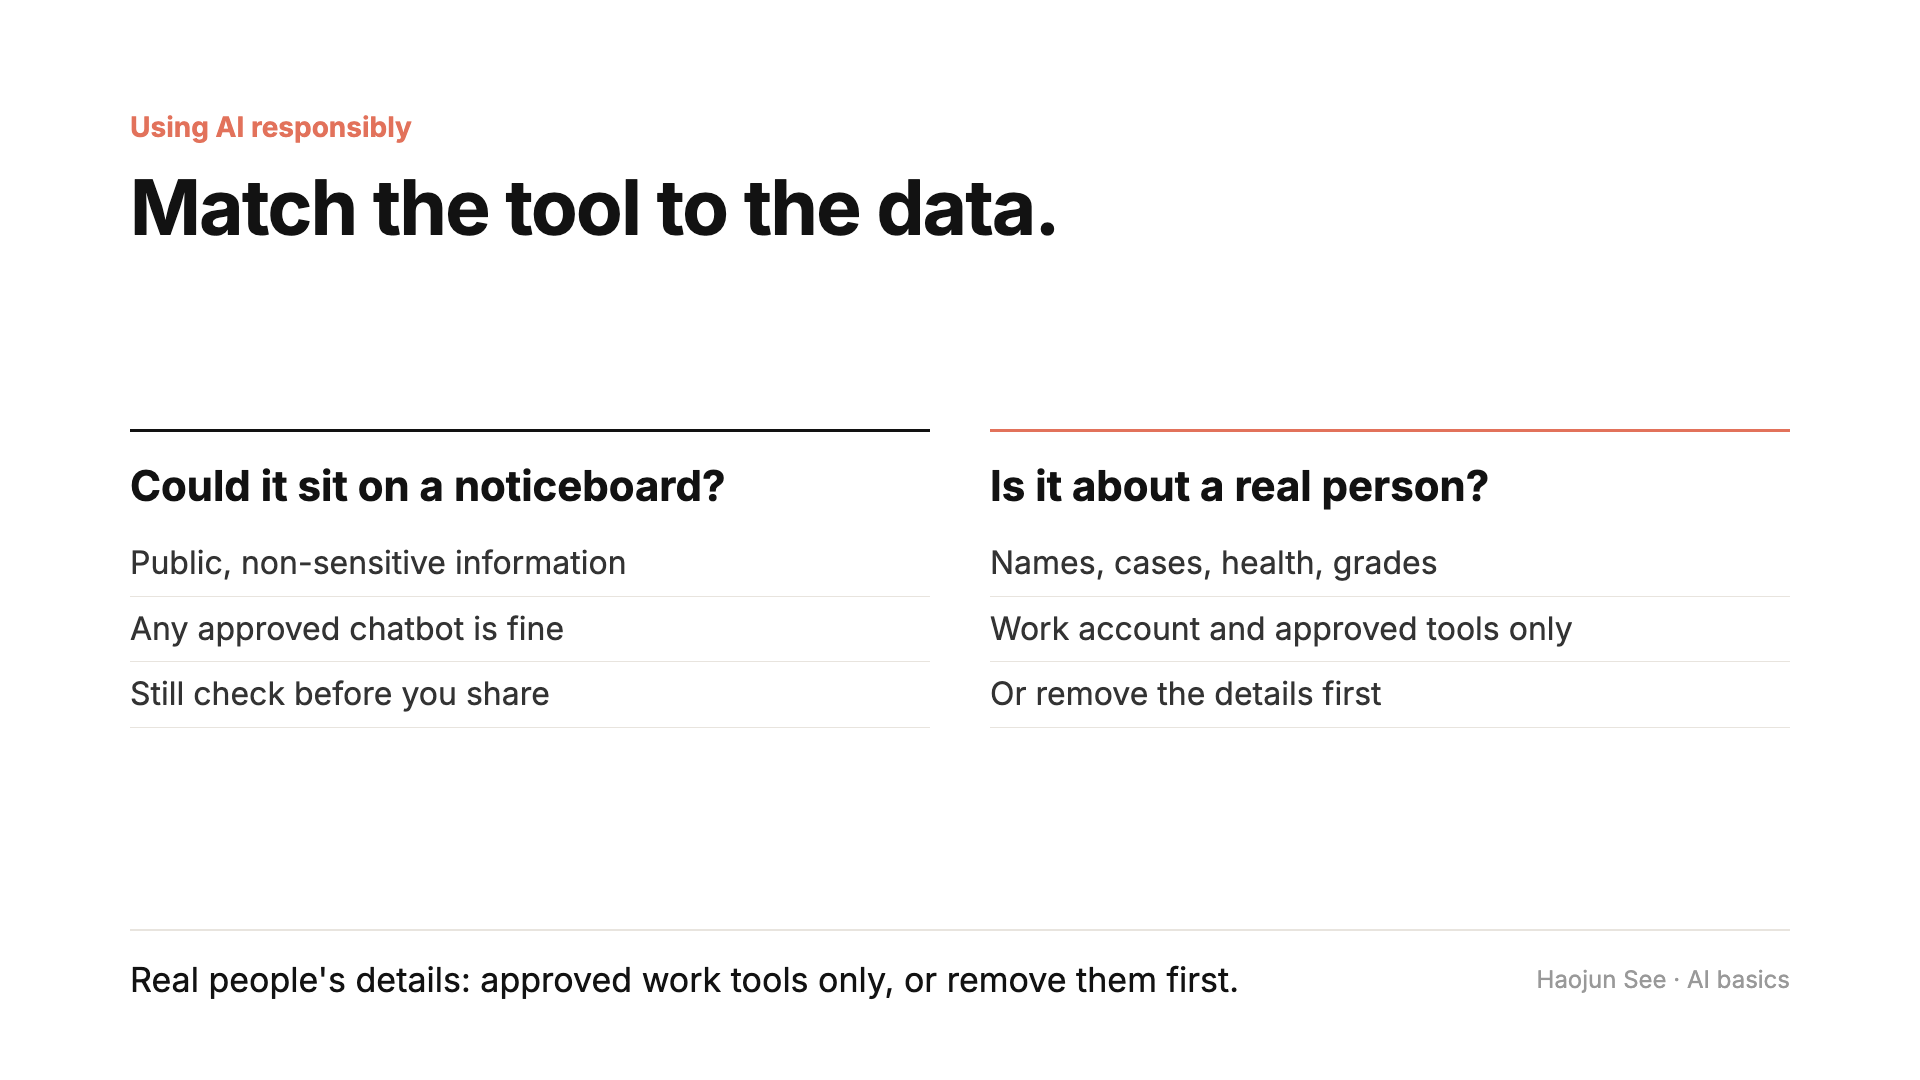 Using AI responsibly
Match the tool to the data.
Could it sit on a noticeboard?
Public, non-sensitive information
Any approved chatbot is fine
Still check before you share
Is it about a real person?
Names, cases, health, grades
Work account and approved tools only
Or remove the details first
Real people's details: approved work tools only, or remove them first.
Haojun See · AI basics